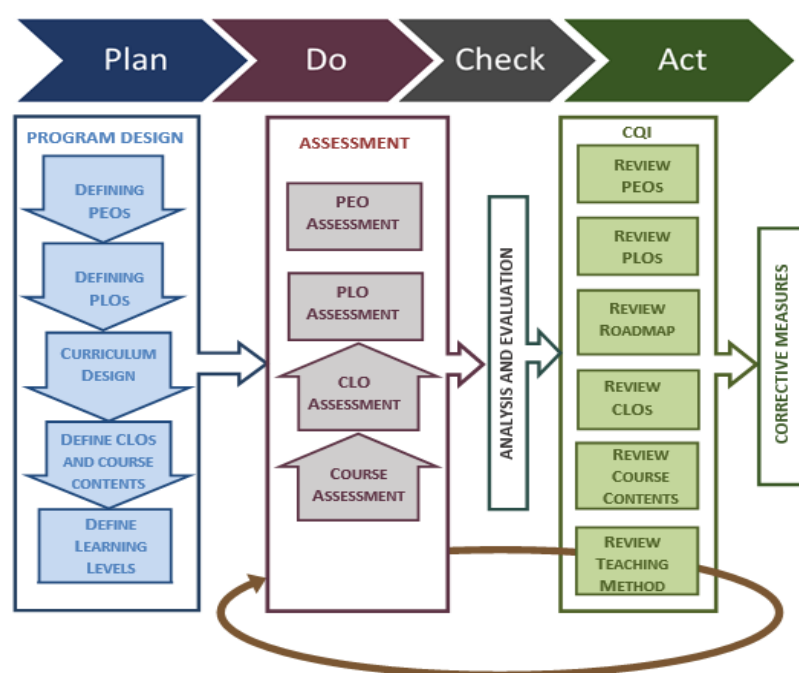 Plan
Do
Check
Act
PROGRAM DESIGN
DEFINING
PEOS
DEFINING
PLOS
CURRICULUM
DESIGN
DEFINE CLOS
AND COURSE
CONTENTS
DEFINE
LEARNING
LEVELS
ASSESSMENT
PEO
ASSESSMENT
PLO
ASSESSMENT
CLO
ASSESSMENT
COURSE
ASSESSMENT
ANALYSIS AND EVALUATION
CQI
REVIEW
PEOS
REVIEW
PLOS
REVIEW
ROADMAP
REVIEW
CLOS
REVIEW
COURSE
CONTENTS
REVIEW
TEACHING
METHOD
CORRECTIVE MEASURES